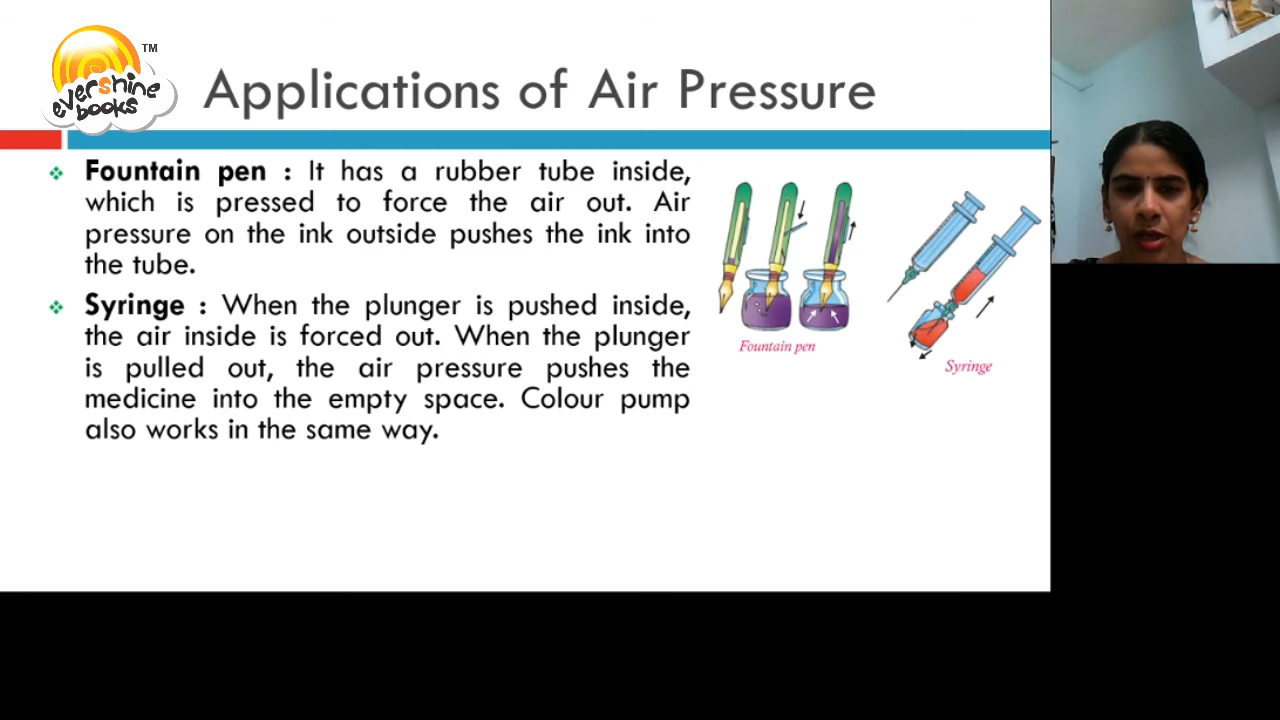 TM
evershine
books
Applications of Air Pressure
❖ Fountain pen : It has a rubber tube inside,
which is pressed to force the air out. Air
pressure on the ink outside pushes the ink into
the tube.
❖ Syringe : When the plunger is pushed inside,
the air inside is forced out. When the plunger
is pulled out, the air pressure pushes the
medicine into the empty space. Colour pump
also works in the same way.
Fountain pen
Syringe